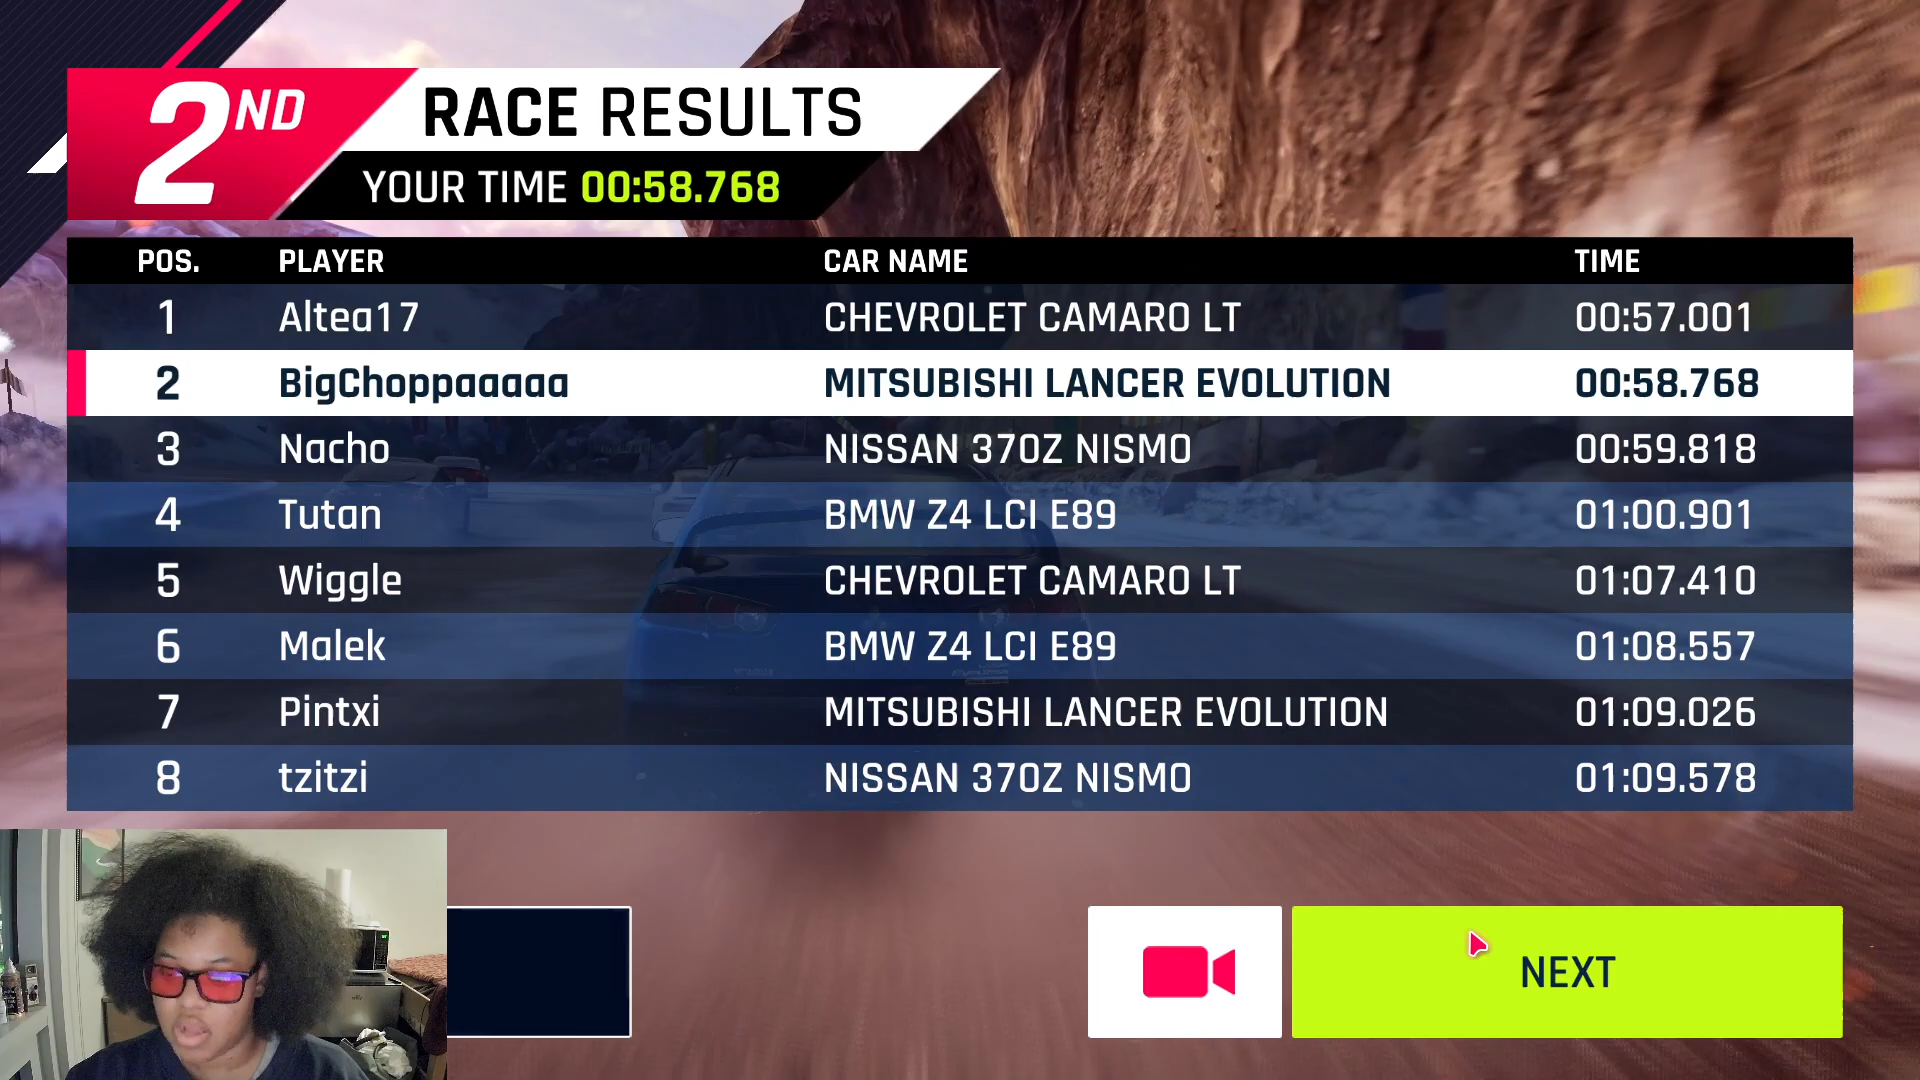 2ND
RACE RESULTS
YOUR TIME 00:58.768
POS. PLAYER CAR NAME TIME
1 Altea17 CHEVROLET CAMARO LT 00:57.001
2 BigChoppaaaaa MITSUBISHI LANCER EVOLUTION 00:58.768
3 Nacho NISSAN 370Z NISMO 00:59.818
4 Tutan BMW Z4 LCI E89 01:00.901
5 Wiggle CHEVROLET CAMARO LT 01:07.410
6 Malek BMW Z4 LCI E89 01:08.557
7 Pintxi MITSUBISHI LANCER EVOLUTION 01:09.026
8 tzitzi NISSAN 370Z NISMO 01:09.578
NEXT